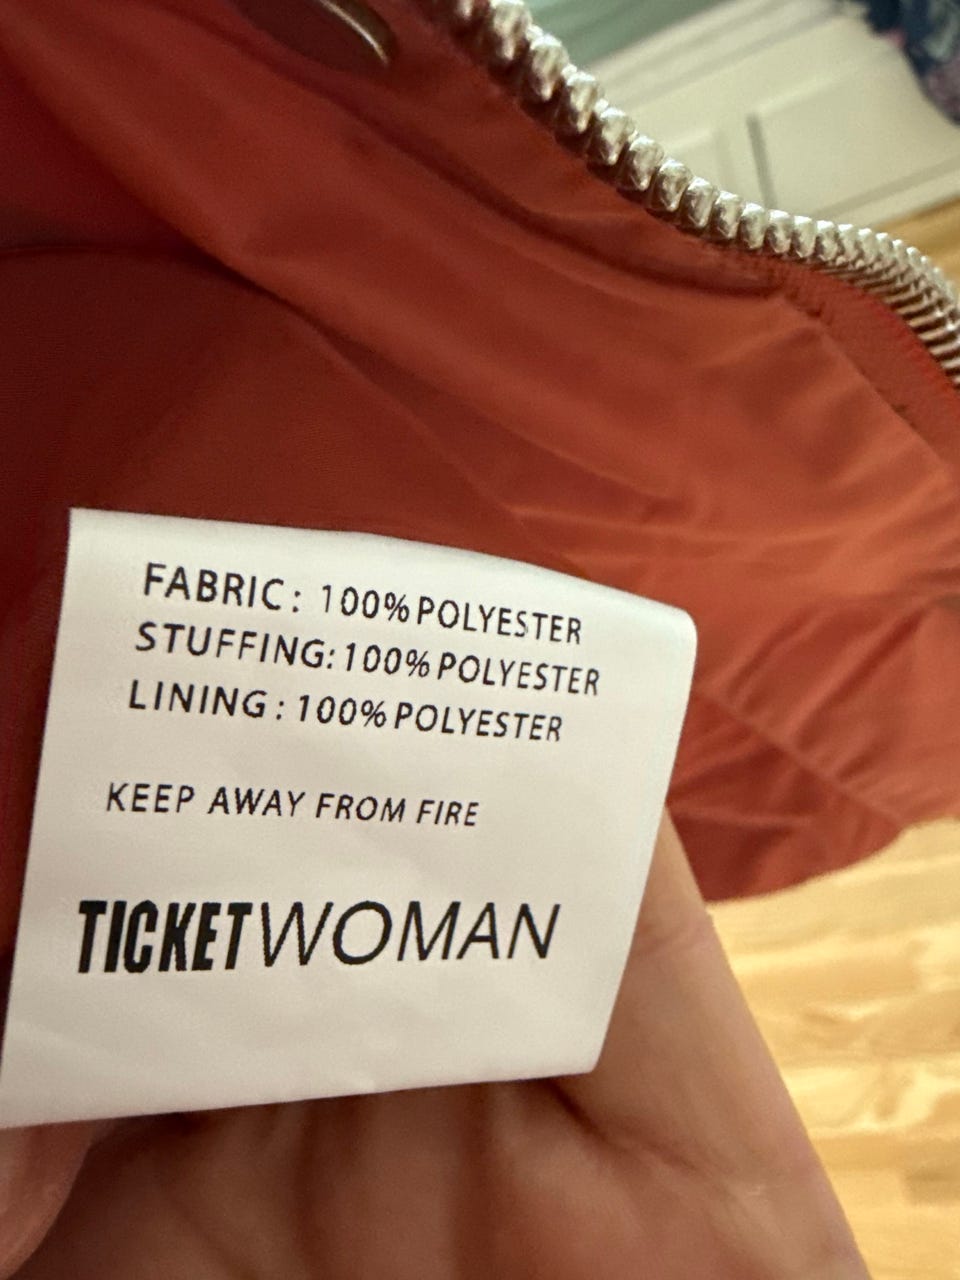 FABRIC: 100% POLYESTER
STUFFING: 100% POLYESTER
LINING: 100% POLYESTER
KEEP AWAY FROM FIRE
TICKETWOMAN